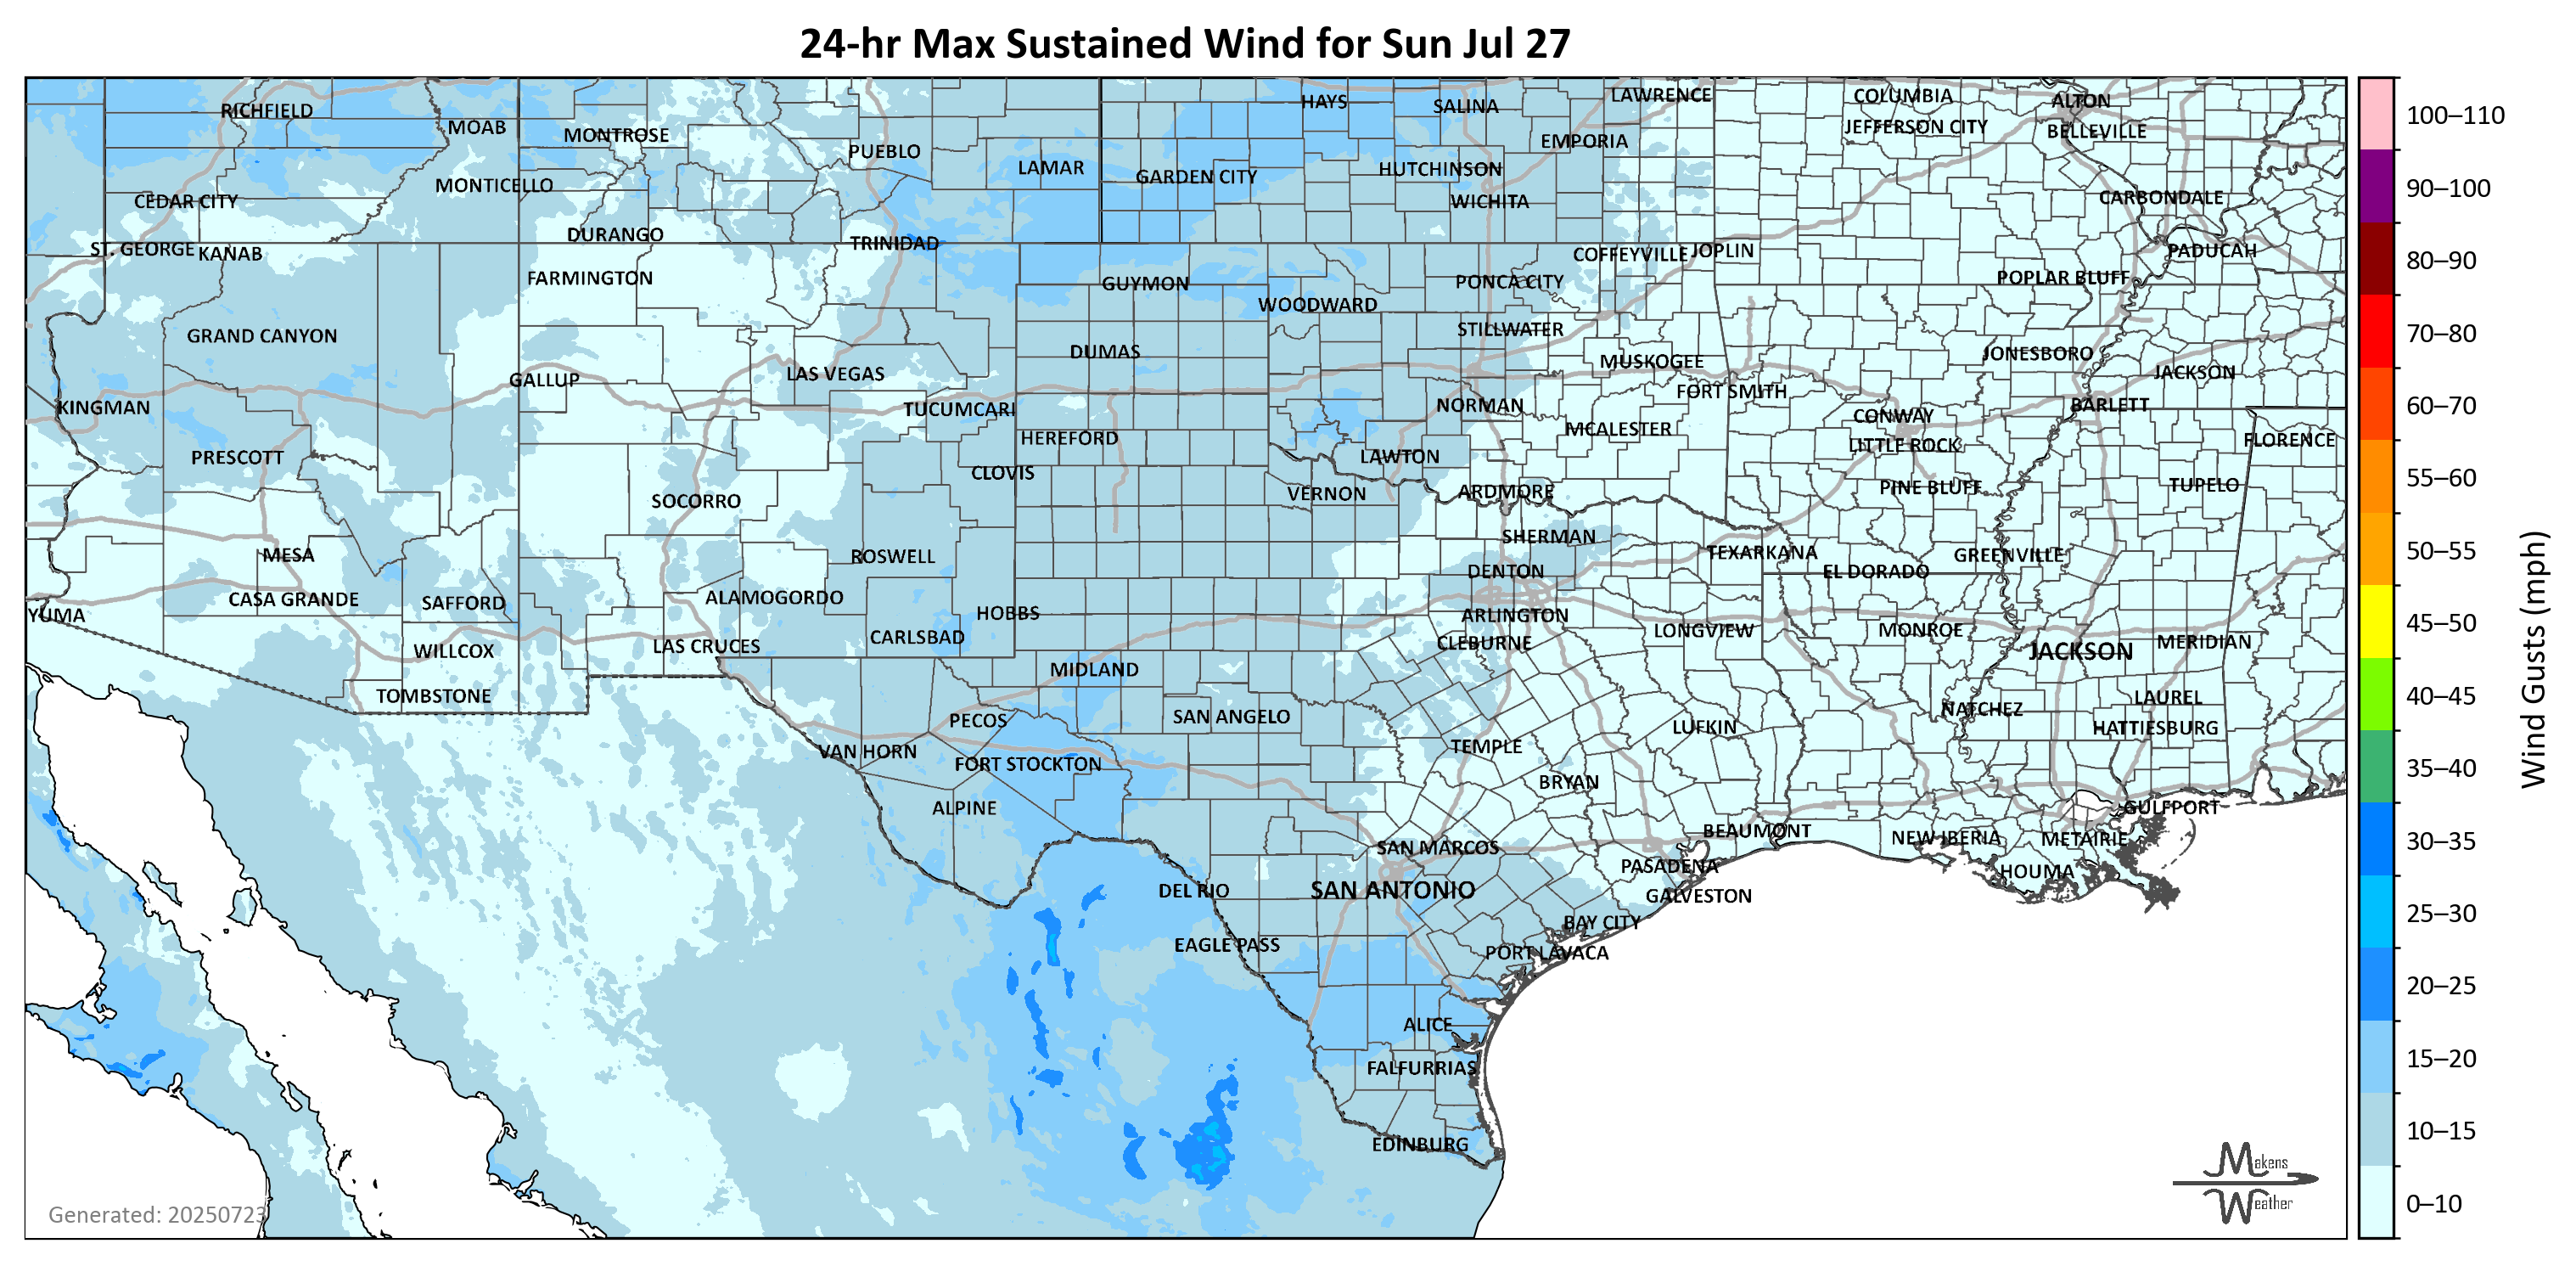 24-hr Max Sustained Wind for Sun Jul 27
RICHFIELD
MOAB
MONTROSE
PUEBLO
LAMAR
HAYS
SALINA
LAWRENCE
COLUMBIA
ALTON
JEFFERSON CITY
BELLEVILLE
EMPORIA
GARDEN CITY
HUTCHINSON
WICHITA
MONTICELLO
CEDAR CITY
CARBONDALE
DURANGO
TRINIDAD
ST. GEORGE
KANAB
COFFEYVILLE
JOPLIN
PADUCAH
FARMINGTON
GUYMON
PONCA CITY
POPLAR BLUFF
WOODWARD
GRAND CANYON
STILLWATER
DUMAS
JONESBORO
MUSKOGEE
GALLUP
LAS VEGAS
JACKSON
FORT SMITH
KINGMAN
TUCUMCARI
NORMAN
BARLETT
CONWAY
MCALESTER
HEREFORD
LITTLE ROCK
FLORENCE
PRESCOTT
LAWTON
CLOVIS
SOCORRO
VERNON
ARDMORE
PINE BLUFF
TUPELO
SHERMAN
MESA
ROSWELL
TEXARKANA
GREENVILLE
DENTON
EL DORADO
CASA GRANDE
SAFFORD
ALAMOGORDO
HOBBS
ARLINGTON
YUMA
CARLSBAD
CLEBURNE
LONGVIEW
MONROE
MERIDIAN
WILLCOX
LAS CRUCES
JACKSON
MIDLAND
TOMBSTONE
LAUREL
PECOS
SAN ANGELO
NATCHEZ
LUFKIN
HATTIESBURG
VAN HORN
TEMPLE
FORT STOCKTON
BRYAN
ALPINE
GULFPORT
BEAUMONT
NEW IBERIA
METAIRIE
SAN MARCOS
PASADENA
HOUMA
DEL RIO
SAN ANTONIO
GALVESTON
BAY CITY
EAGLE PASS
PORT LAVACA
ALICE
FALFURRIAS
EDINBURG
Generated: 20250723
Makens
Weather
100–110
90–100
80–90
70–80
60–70
55–60
50–55
45–50
40–45
35–40
30–35
25–30
20–25
15–20
10–15
0–10
Wind Gusts (mph)